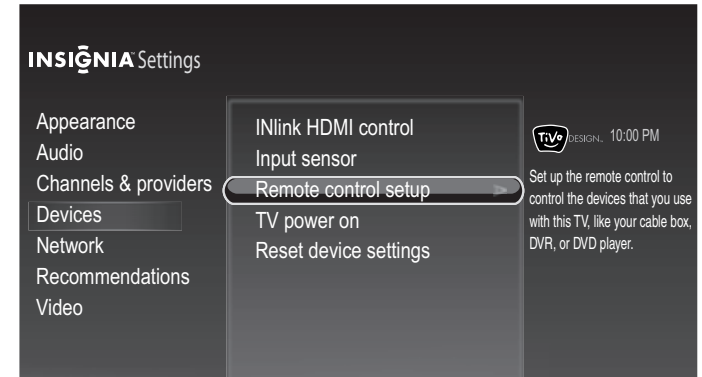 INSIGNIA™ Settings
Appearance
Audio
Channels & providers
Devices
Network
Recommendations
Video
INlink HDMI control
Input sensor
Remote control setup
TV power on
Reset device settings
TiVo DESIGN™ 10:00 PM
Set up the remote control to
control the devices that you use
with this TV, like your cable box,
DVR, or DVD player.